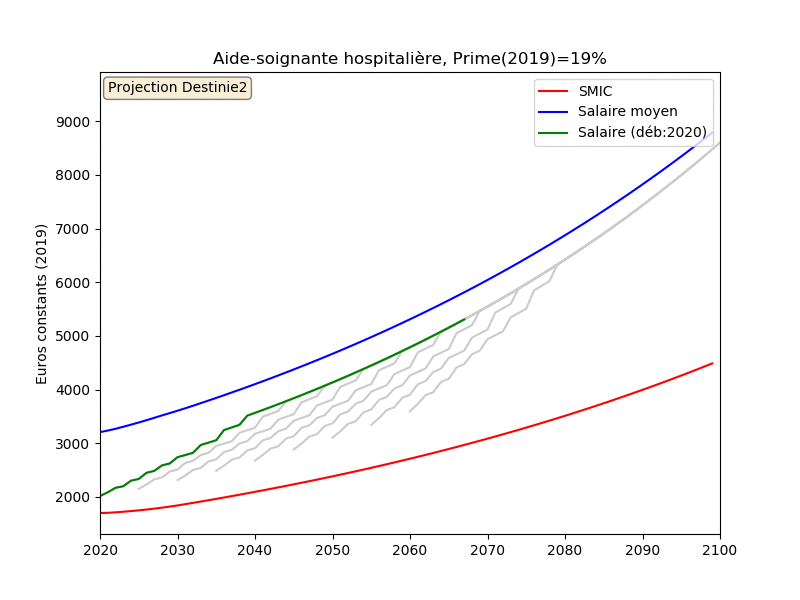 Aide-soignante hospitalière, Prime(2019)=19%
Projection Destinie2
SMIC
Salaire moyen
Salaire (déb:2020)
Euros constants (2019)
9000
8000
7000
6000
5000
4000
3000
2000
2020 2030 2040 2050 2060 2070 2080 2090 2100